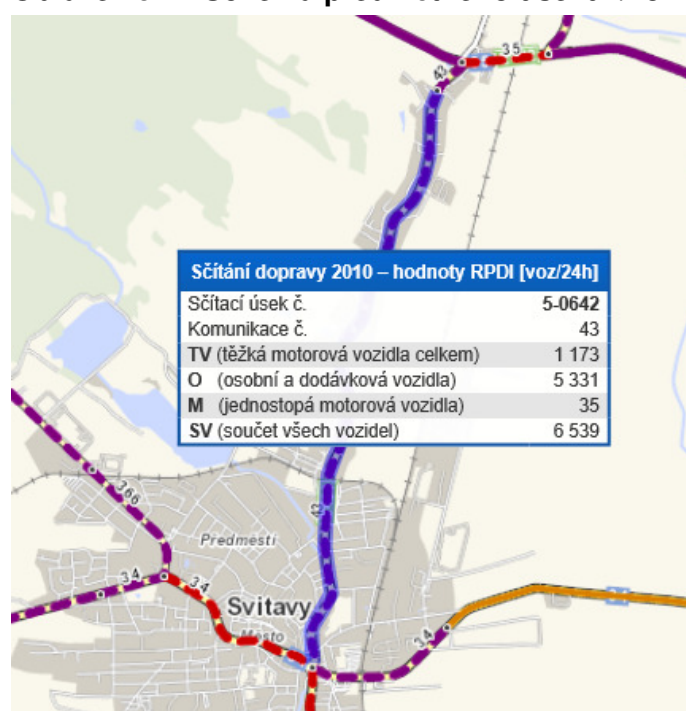 35
43
Sčítání dopravy 2010 – hodnoty RPDI [voz/24h]
Sčítací úsek č. 5-0642
Komunikace č. 43
TV (těžká motorová vozidla celkem) 1 173
O (osobní a dodávková vozidla) 5 331
M (jednostopá motorová vozidla) 35
SV (součet všech vozidel) 6 539
366
43
Předměstí
34
34
Svitavy
Město
34